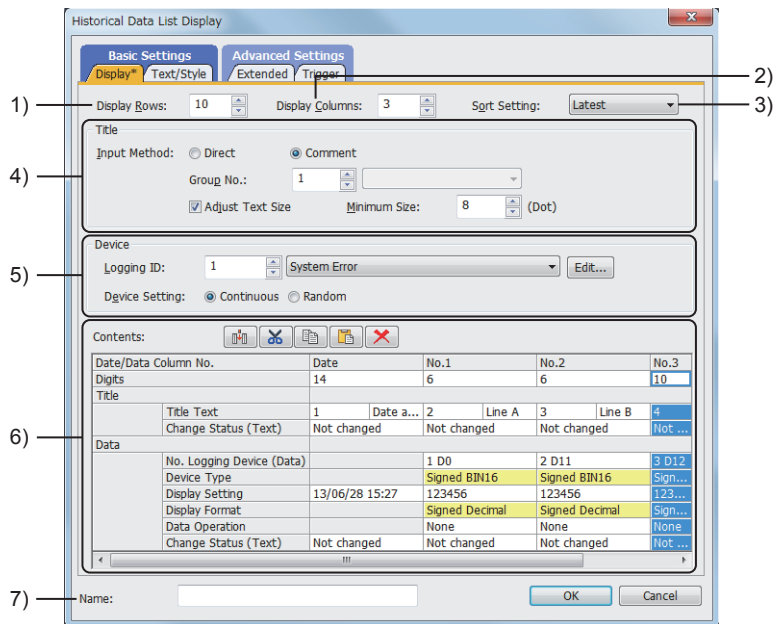 Historical Data List Display
x
Basic Settings Advanced Settings
Display* Text/Style Extended Trigger
2)
1) Display Rows: 10 Display Columns: 3 Sort Setting: Latest 3)
Title
Input Method: Direct Comment
4)
Group No.: 1
Adjust Text Size Minimum Size: 8 (Dot)
Device
5) Logging ID: 1 System Error Edit...
Device Setting: Continuous Random
Contents:
Date/Data Column No. Date No.1 No.2 No.3
Digits 14 6 6 10
Title
Title Text 1 Date a... 2 Line A 3 Line B 4
Change Status (Text) Not changed Not changed Not changed Not ...
6) Data
No. Logging Device (Data) 1 D0 2 D11 3 D12
Device Type Signed BIN16 Signed BIN16 Sign...
Display Setting 13/06/28 15:27 123456 123456 123...
Display Format Signed Decimal Signed Decimal Sign...
Data Operation None None None
Change Status (Text) Not changed Not changed Not changed Not ...
7) Name: OK Cancel